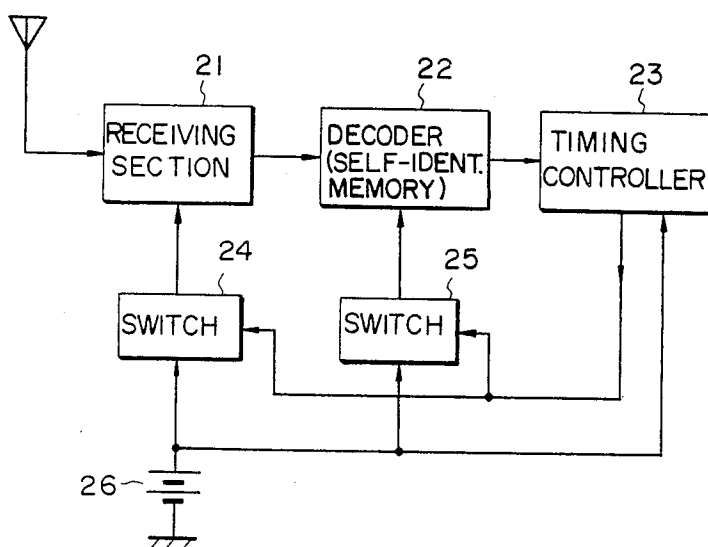 21
RECEIVING
SECTION
22
DECODER
(SELF-IDENT.
MEMORY)
23
TIMING
CONTROLLER
24
SWITCH
25
SWITCH
26